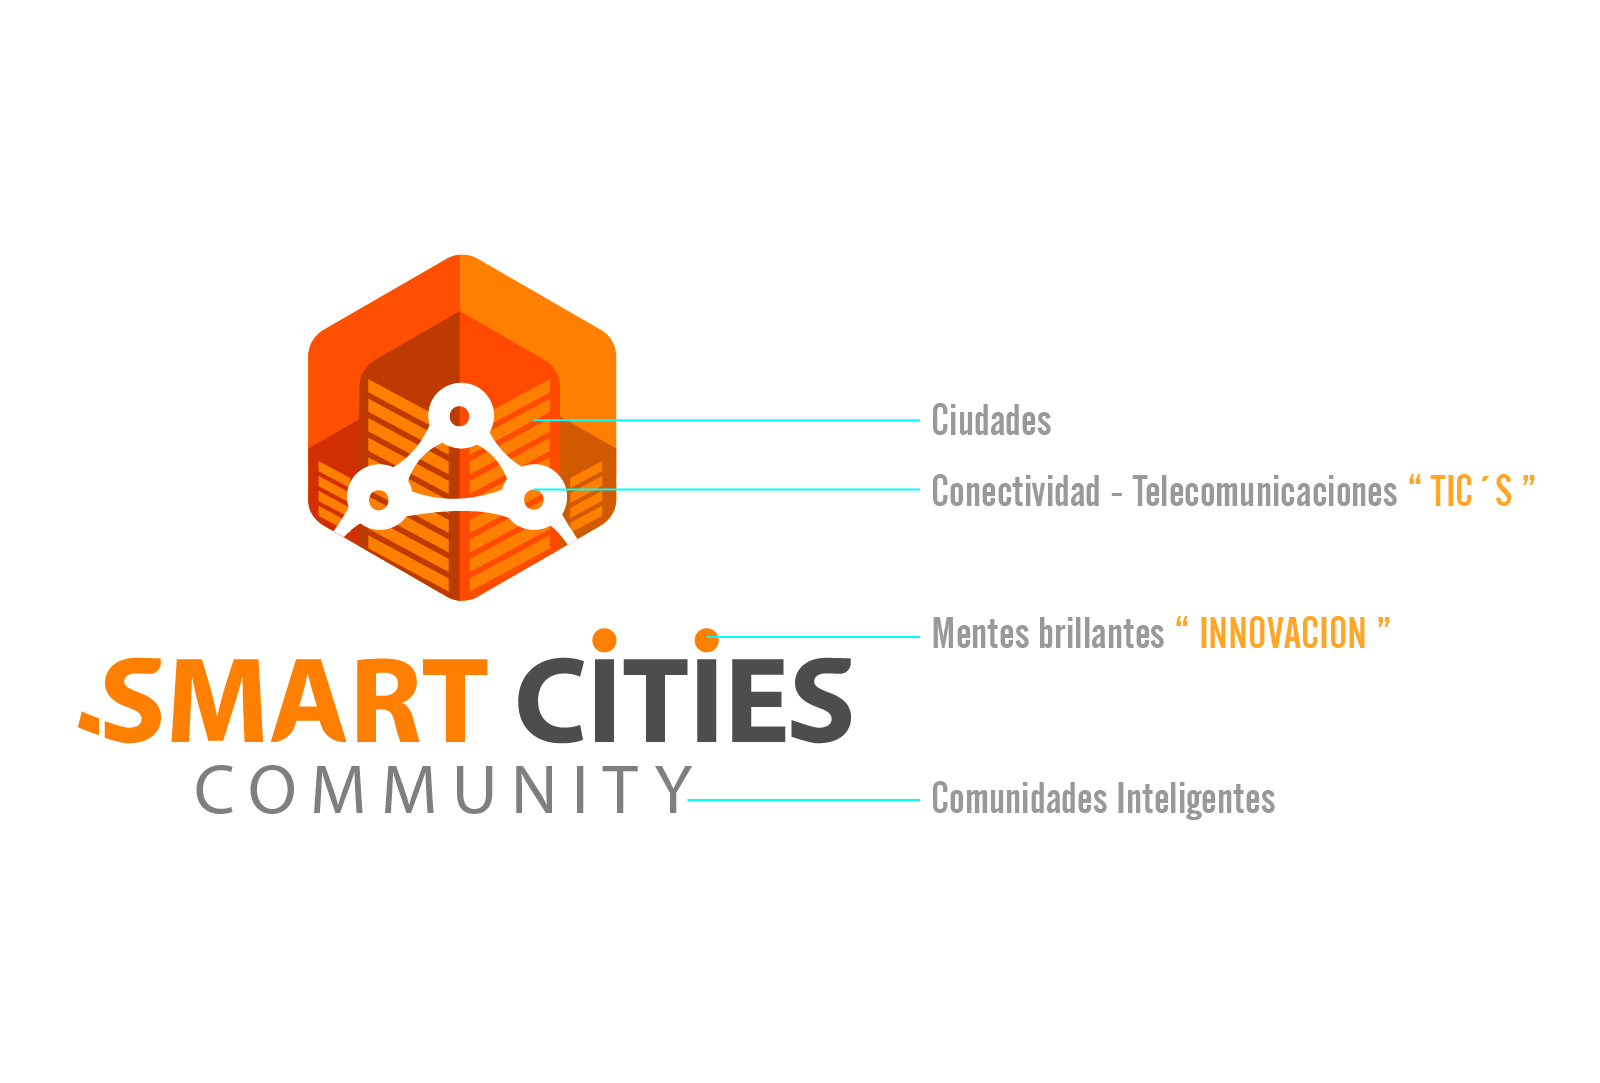 Ciudades
Conectividad - Telecomunicaciones “ TIC´S ”
Mentes brillantes “ INNOVACION ”
SMART CiTiES
COMMUNITY
Comunidades Inteligentes